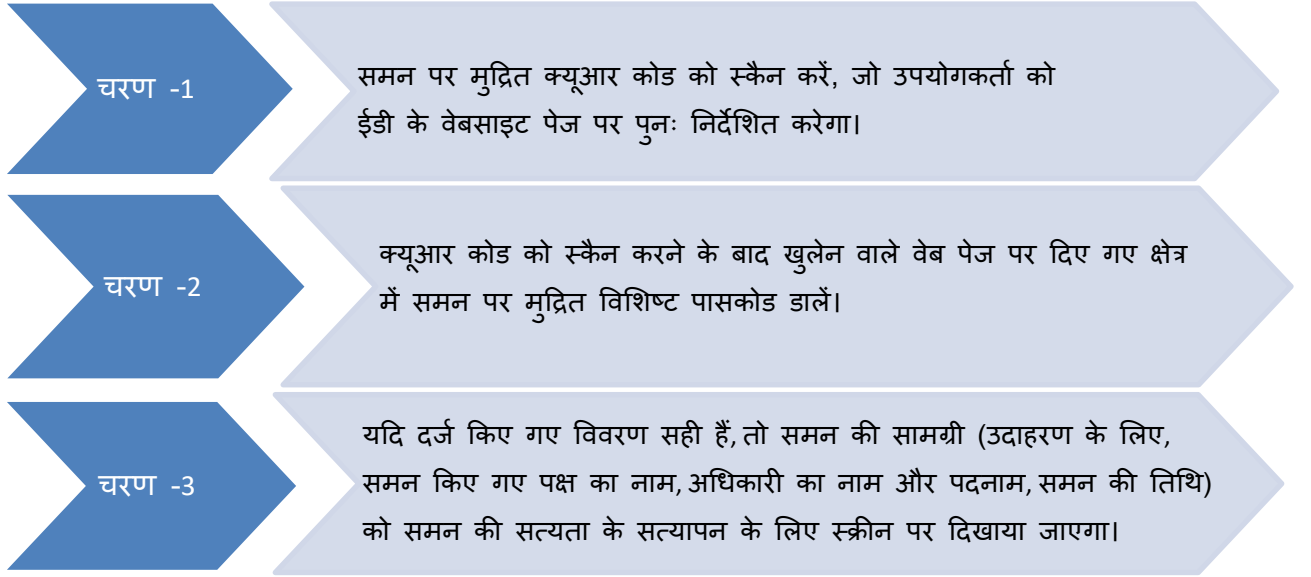 चरण -1
समन पर मुद्रित क्यूआर कोड को स्कैन करें, जो उपयोगकर्ता को
ईडी के वेबसाइट पेज पर पुनः निर्देशित करेगा।
चरण -2
क्यूआर कोड को स्कैन करने के बाद खुलेन वाले वेब पेज पर दिए गए क्षेत्र
में समन पर मुद्रित विशिष्ट पासकोड डालें।
चरण -3
यदि दर्ज किए गए विवरण सही हैं, तो समन की सामग्री (उदाहरण के लिए,
समन किए गए पक्ष का नाम, अधिकारी का नाम और पदनाम, समन की तिथि)
को समन की सत्यता के सत्यापन के लिए स्क्रीन पर दिखाया जाएगा।